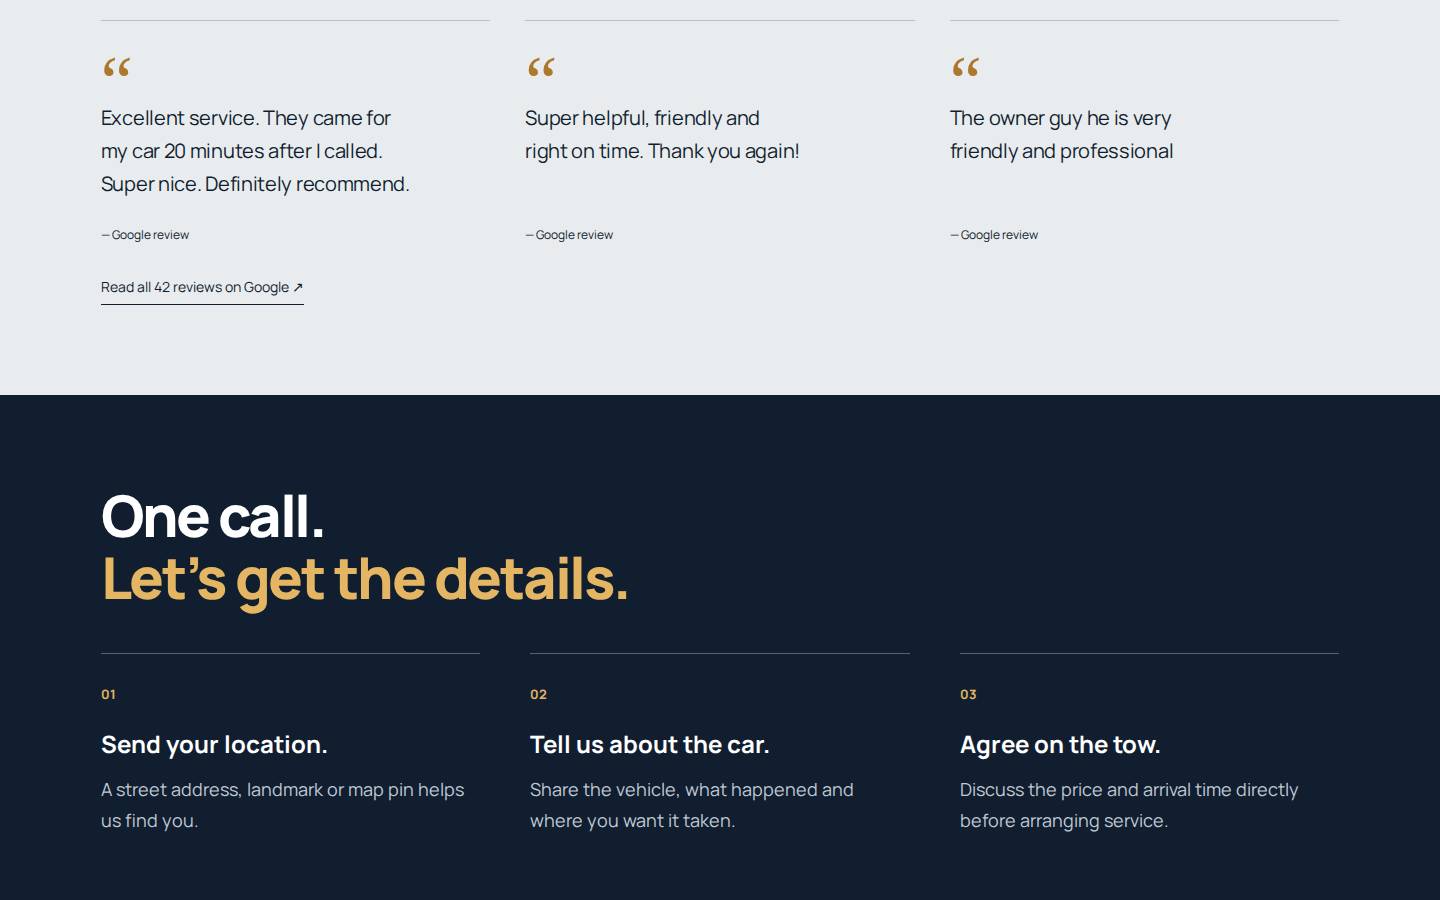 “
Excellent service. They came for
my car 20 minutes after I called.
Super nice. Definitely recommend.
— Google review
“
Super helpful, friendly and
right on time. Thank you again!
— Google review
“
The owner guy he is very
friendly and professional
— Google review
Read all 42 reviews on Google ↗
One call.
Let’s get the details.
01
Send your location.
A street address, landmark or map pin helps
us find you.
02
Tell us about the car.
Share the vehicle, what happened and
where you want it taken.
03
Agree on the tow.
Discuss the price and arrival time directly
before arranging service.